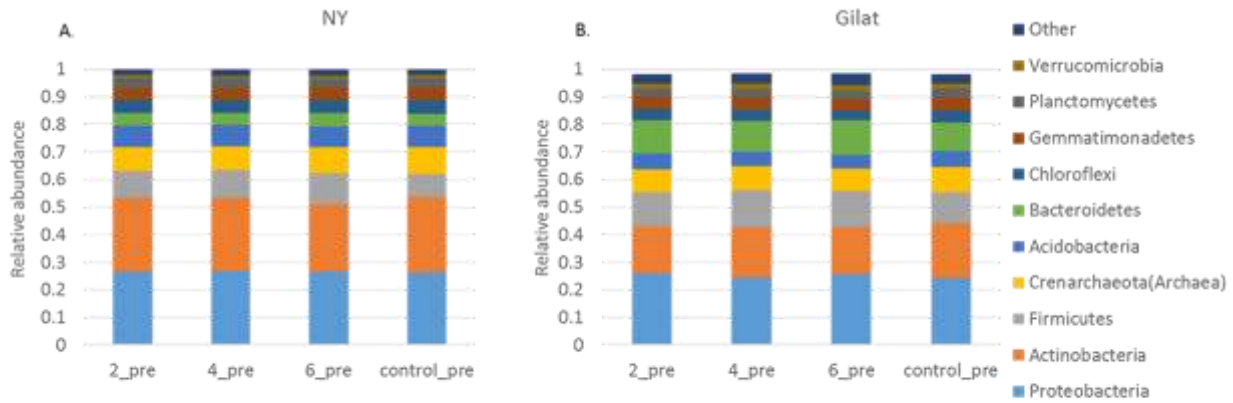 NY
A.
Relative abundance
1
0.9
0.8
0.7
0.6
0.5
0.4
0.3
0.2
0.1
0
2_pre 4_pre 6_pre control_pre
Gilat
B.
Relative abundance
1
0.9
0.8
0.7
0.6
0.5
0.4
0.3
0.2
0.1
0
2_pre 4_pre 6_pre control_pre
Other
Verrucomicrobia
Planctomycetes
Gemmatimonadetes
Chloroflexi
Bacteroidetes
Acidobacteria
Crenarchaeota(Archaea)
Firmicutes
Actinobacteria
Proteobacteria